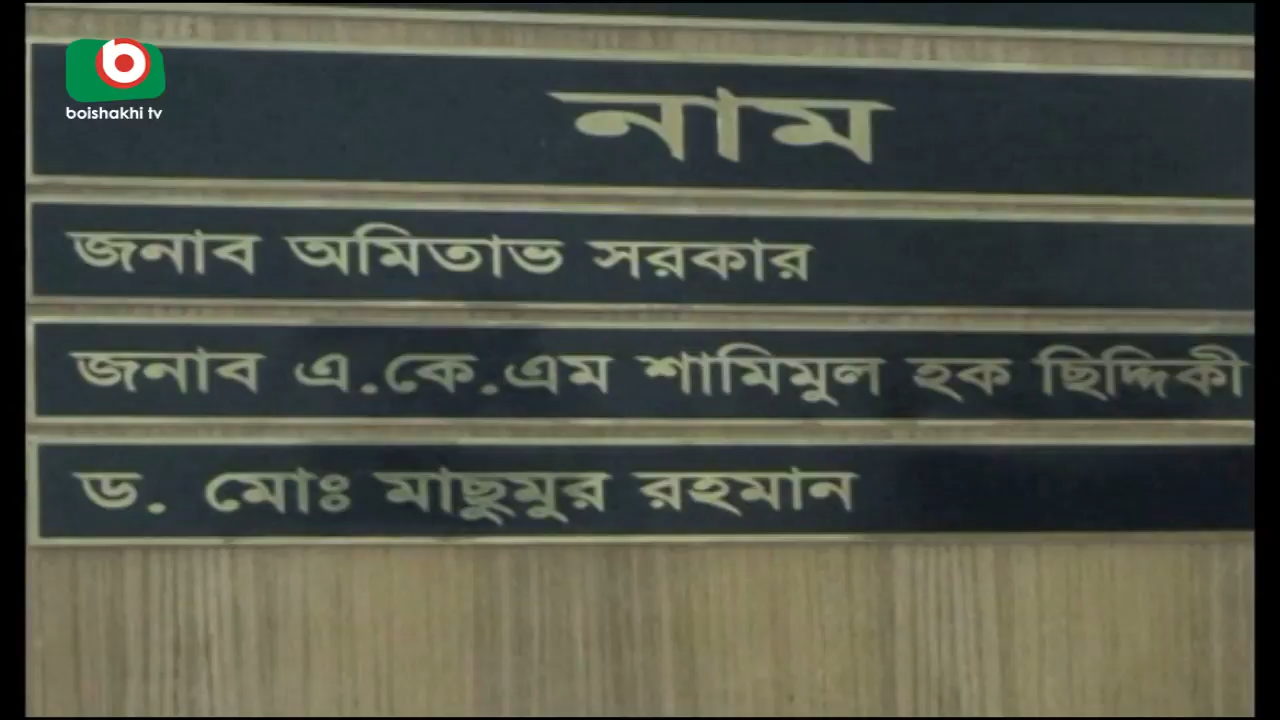 boishakhi tv
নাম
জনাব অমিতাভ সরকার
জনাব এ.কে.এম শামিমুল হক ছিদ্দিকী
ড. মোঃ মাছুমুর রহমান